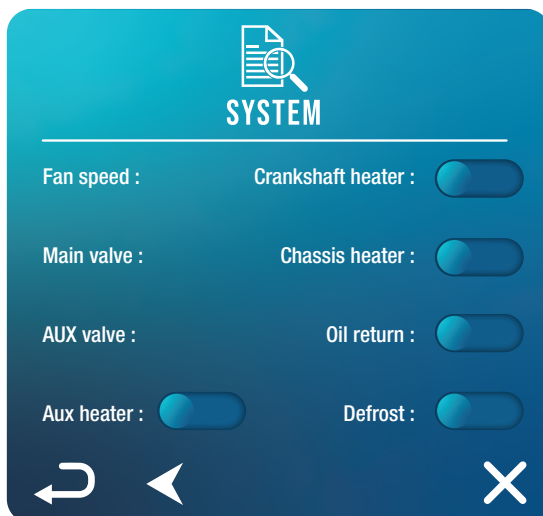 SYSTEM
Fan speed :
Crankshaft heater :
Main valve :
Chassis heater :
AUX valve :
Oil return :
Aux heater :
Defrost :